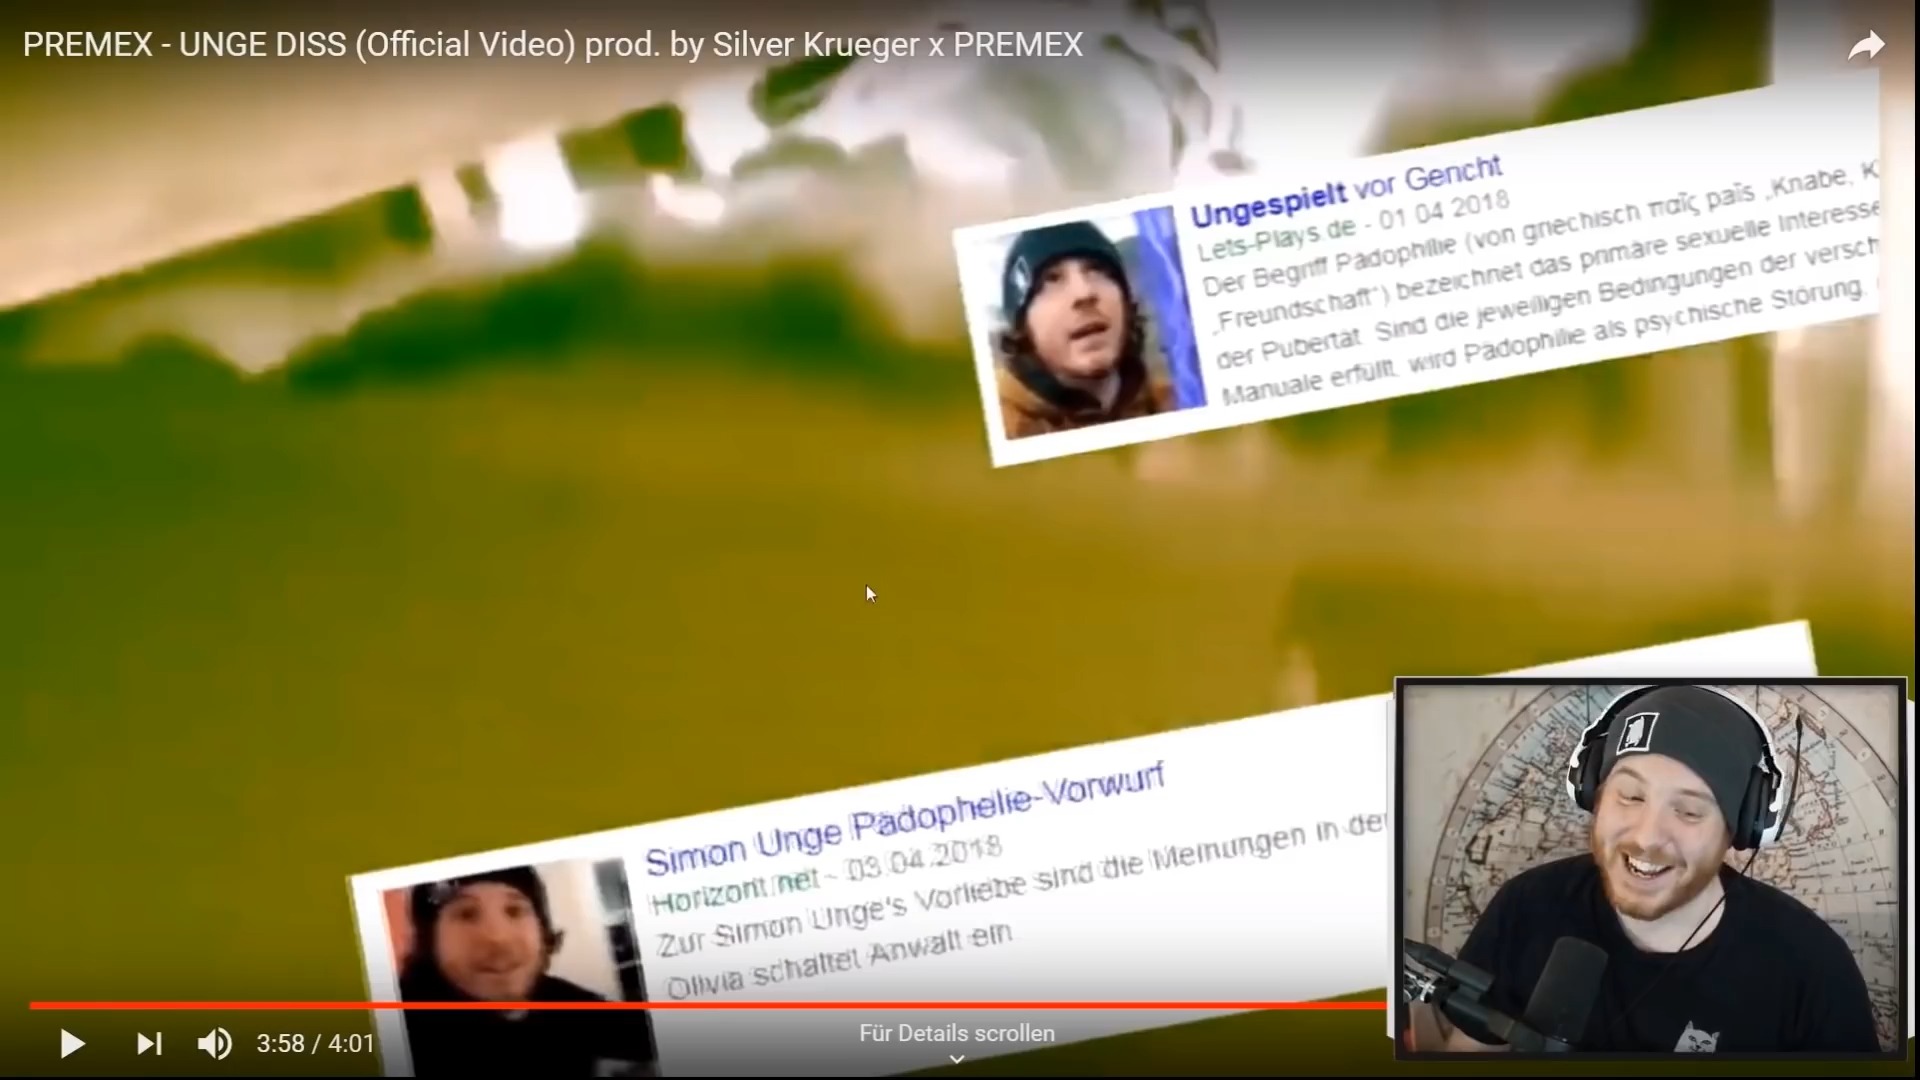 PREMEX - UNGE DISS (Official Video) prod. by Silver Krueger x PREMEX
Ungespielt vor Gericht
Lets-Plays.de - 01 04 2018
Der Begriff Pädophilie (von griechisch παῖς pais „Knabe, K
„Freundschaft“) bezeichnet das primäre sexuelle Interesse
der Pubertät. Sind die jeweiligen Bedingungen der versch
Manuale erfüllt, wird Pädophilie als psychische Störung,
Simon Unge Pädophelie-Vorwurf
Horizont.net - 03.04.2018
Zur Simon Unge's Vorliebe sind die Meinungen in der
Olivia schaltet Anwalt ein
Für Details scrollen
3:58 / 4:01